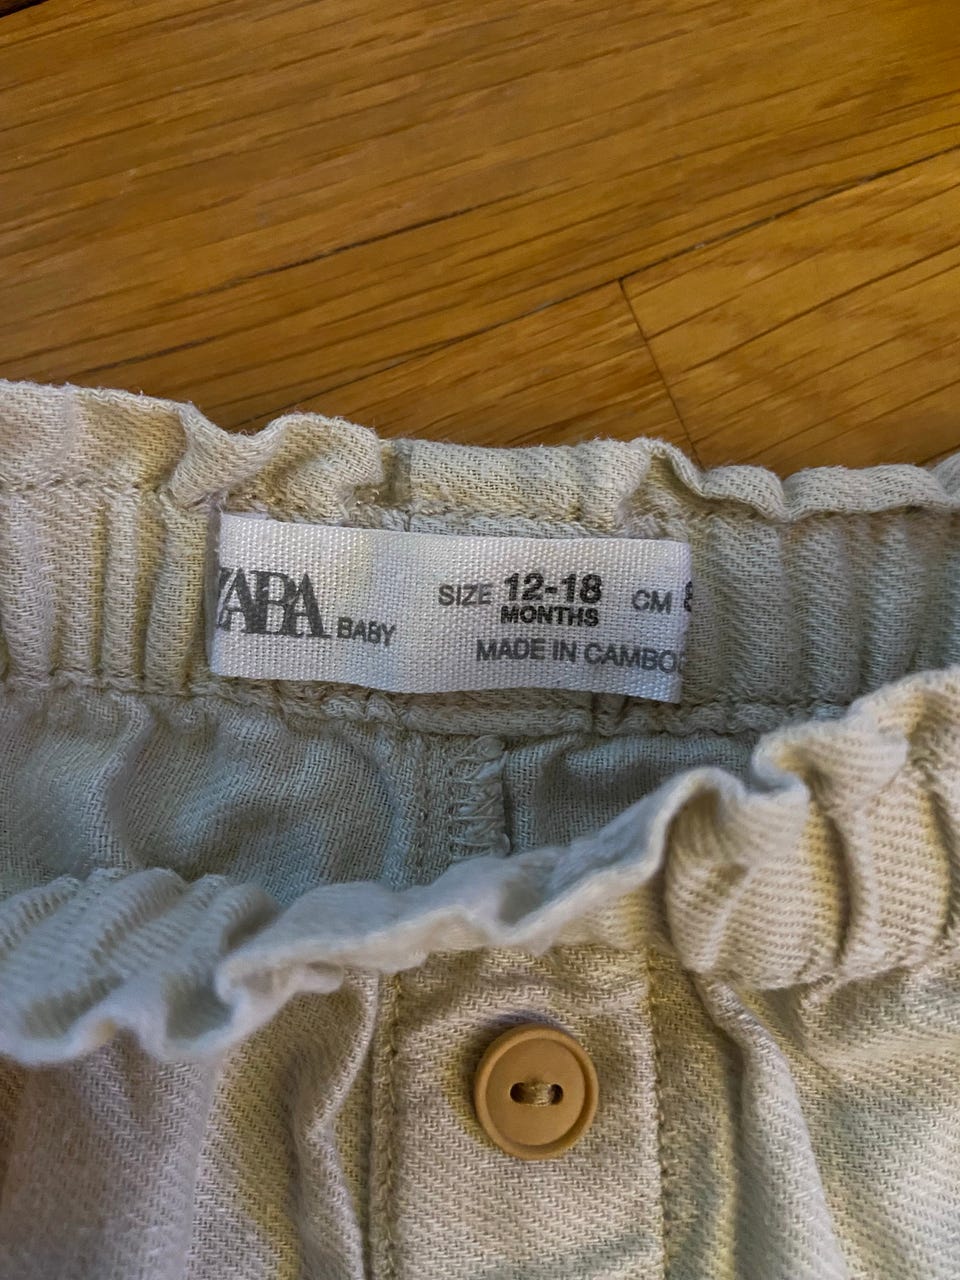 ZARA BABY
SIZE 12-18 CM
MONTHS
MADE IN